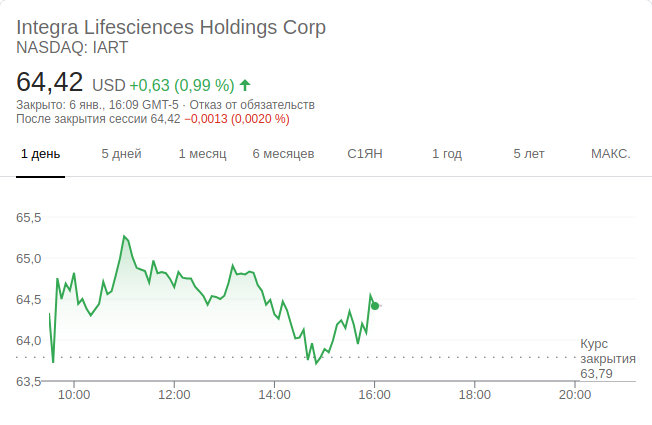 Integra Lifesciences Holdings Corp
NASDAQ: IART
64,42 USD +0,63 (0,99 %)
Закрыто: 6 янв., 16:09 GMT-5 · Отказ от обязательств
После закрытия сессии 64,42 −0,0013 (0,0020 %)
1 день 5 дней 1 месяц 6 месяцев С1ЯН 1 год 5 лет МАКС.
65,5
65,0
64,5
64,0
63,5
Курс
закрытия
63,79
10:00 12:00 14:00 16:00 18:00 20:00